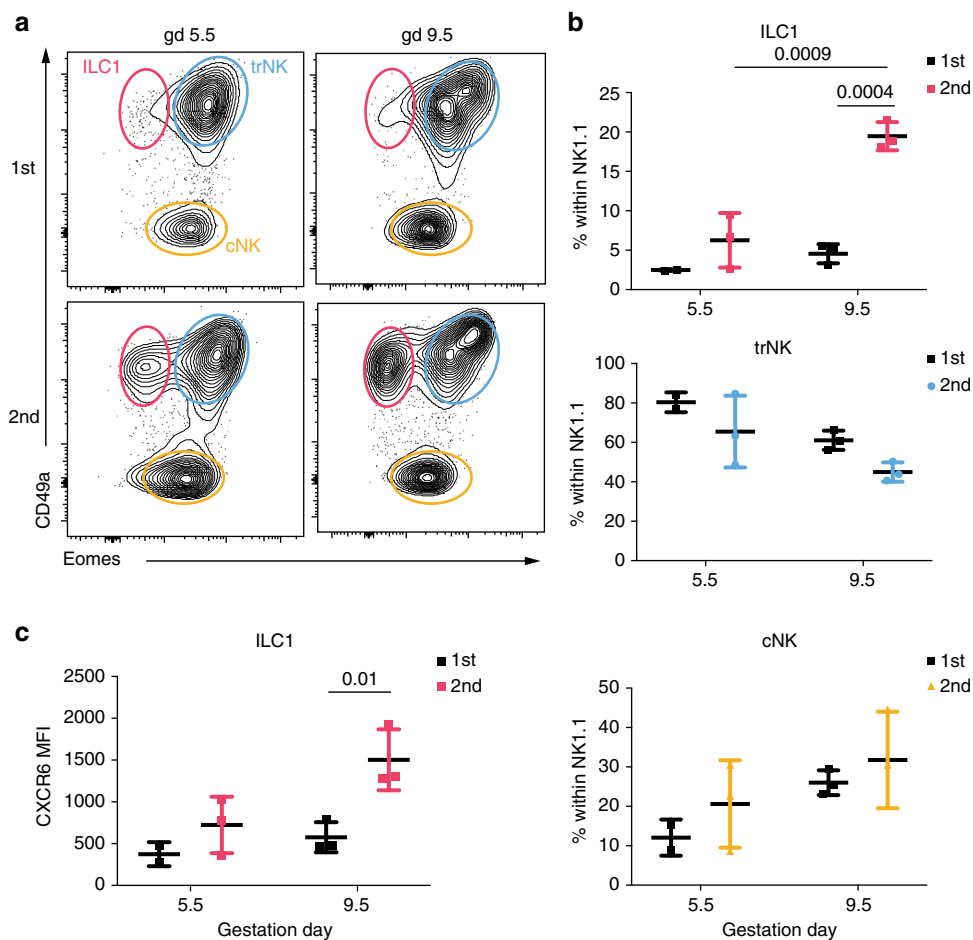 a
gd 5.5
gd 9.5
ILC1
trNK
cNK
1st
2nd
CD49a
Eomes
b
ILC1
0.0009
0.0004
1st
2nd
% within NK1.1
25
20
15
10
5
0
5.5
9.5
trNK
1st
2nd
% within NK1.1
100
80
60
40
20
0
5.5
9.5
c
ILC1
1st
2nd
0.01
CXCR6 MFI
2500
2000
1500
1000
500
0
5.5
9.5
Gestation day
cNK
1st
2nd
% within NK1.1
50
40
30
20
10
0
5.5
9.5
Gestation day